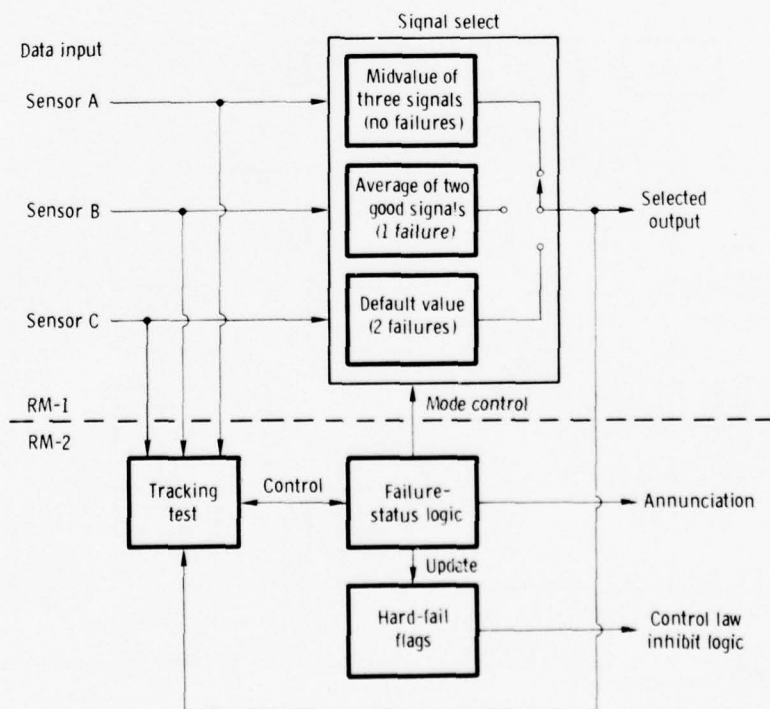 Signal select
Data input
Midvalue of
three signals
(no failures)
Sensor A
Average of two
good signals
(1 failure)
Sensor B
Selected
output
Default value
(2 failures)
Sensor C
RM-1
Mode control
RM-2
Tracking
test
Control
Failure-
status logic
Annunciation
Update
Hard-fail
flags
Control law
inhibit logic